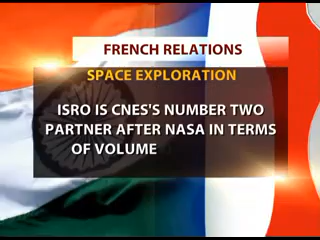 FRENCH RELATIONS
SPACE EXPLORATION
ISRO IS CNES'S NUMBER TWO
PARTNER AFTER NASA IN TERMS
OF VOLUME